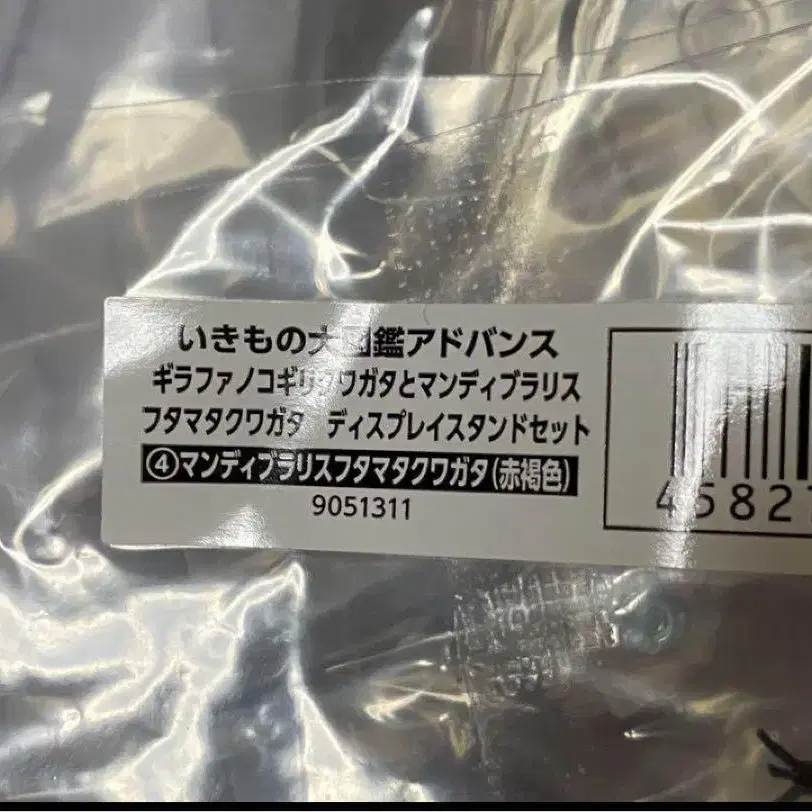 いきもの大図鑑アドバンス
ギラファノコギリクワガタとマンディブラリス
フタマタクワガタ ディスプレイスタンドセット
④マンディブラリスフタマタクワガタ(赤褐色)
9051311
4582